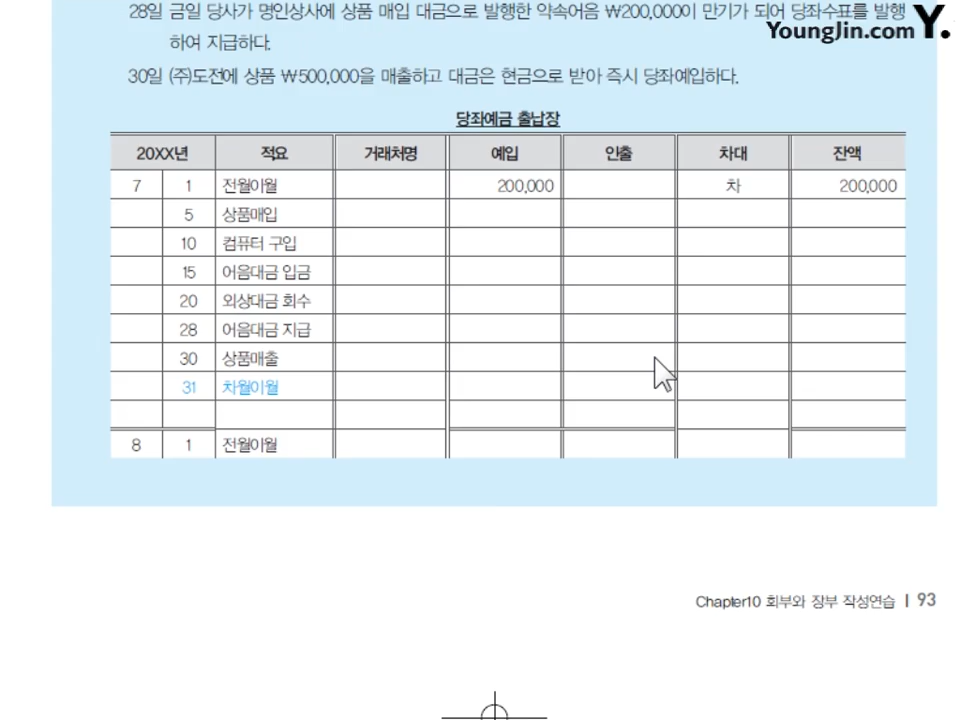 28일 금일 당사가 명인상사에 상품 매입 대금으로 발행한 약속어음 ₩200,000이 만기가 되어 당좌수표를 발행
하여 지급하다.
YoungJin.com Y.
30일 (주)도전에 상품 ₩500,000을 매출하고 대금은 현금으로 받아 즉시 당좌예입하다.
당좌예금 출납장
20XX년 적요 거래처명 예입 인출 차대 잔액
7 1 전월이월 200,000 차 200,000
5 상품매입
10 컴퓨터 구입
15 어음대금 입금
20 외상대금 회수
28 어음대금 지급
30 상품매출
31 차월이월
8 1 전월이월
Chapter10 회부와 장부 작성연습 | 93